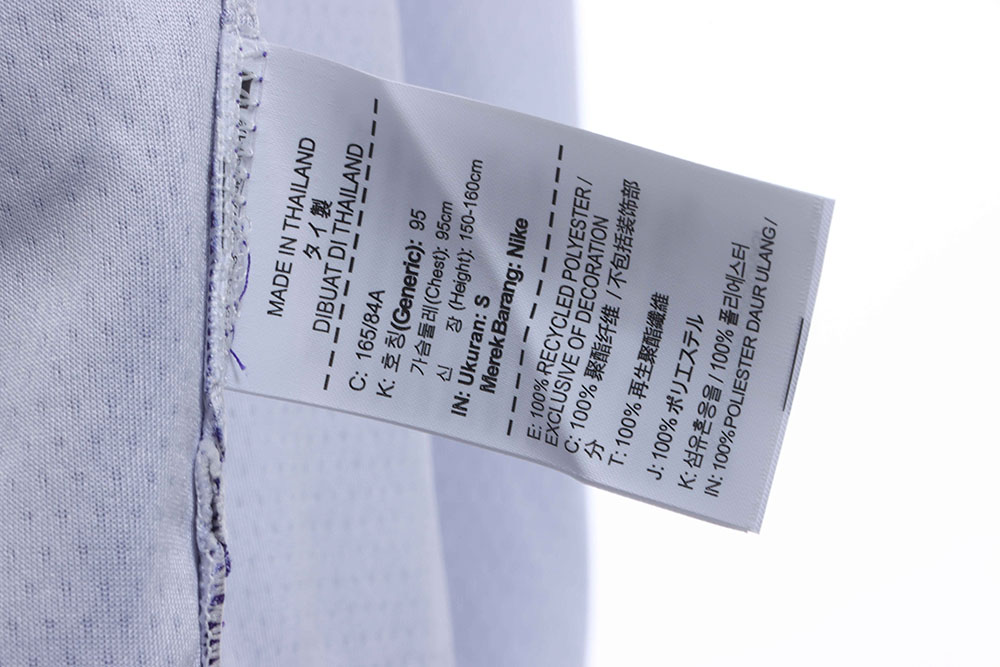 MADE IN THAILAND
タイ製
DIBUAT DI THAILAND
C: 165/84A
K: 호칭(Generic): 95
가슴둘레(Chest): 95cm
신 장 (Height): 150-160cm
IN: Ukuran: S
MerekBarang: Nike
E: 100% RECYCLED POLYESTER /
EXCLUSIVE OF DECORATION
C: 100% 聚酯纤维 / 不包括装饰部
分
T: 100% 再生聚酯纖維
J: 100% ポリエステル
K: 섬유혼용율 / 100% 폴리에스터
IN: 100%POLIESTER DAUR ULANG /